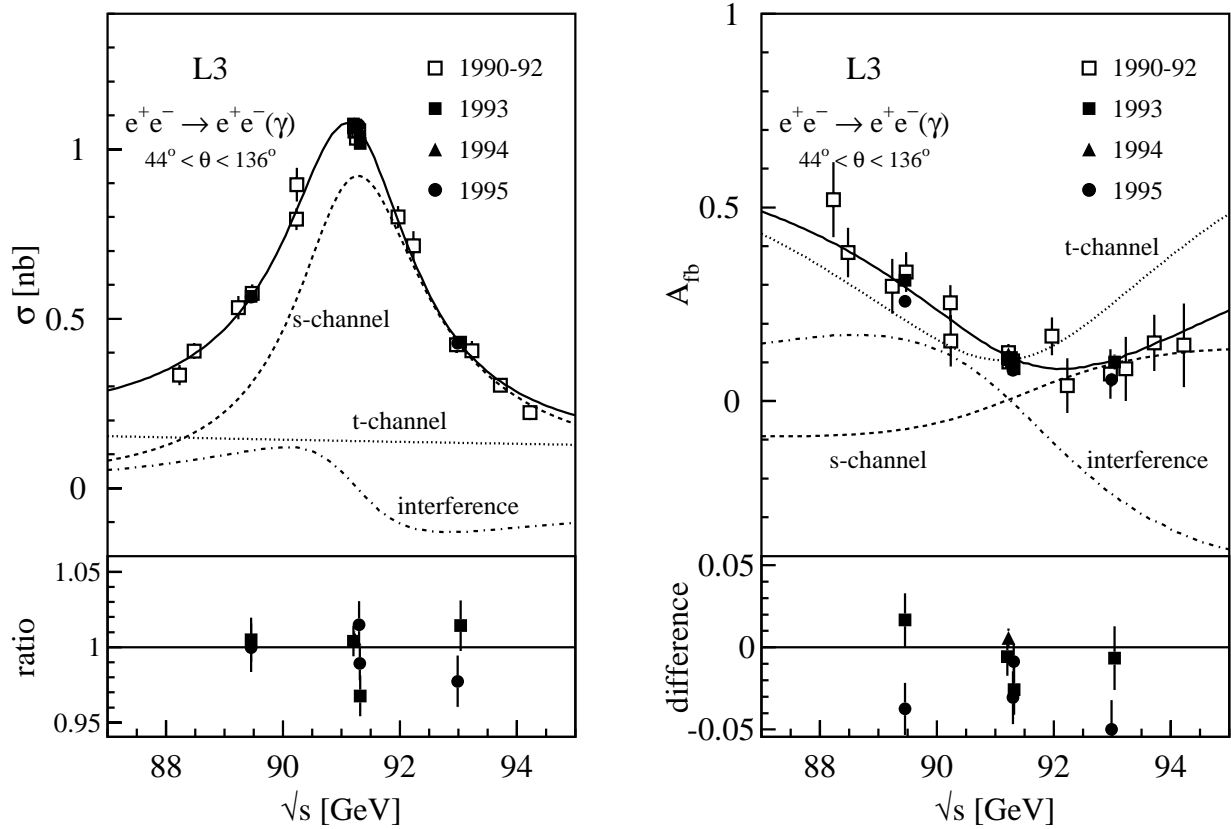 L3
e⁺e⁻ → e⁺e⁻(γ)
44° < θ < 136°
1990-92
1993
1994
1995
s-channel
t-channel
interference
σ [nb]
1
0.5
0
ratio
1.05
1
0.95
88 90 92 94
√s [GeV]
L3
e⁺e⁻ → e⁺e⁻(γ)
44° < θ < 136°
1990-92
1993
1994
1995
t-channel
s-channel
interference
A_fb
1
0.5
0
difference
0.05
0
-0.05
88 90 92 94
√s [GeV]